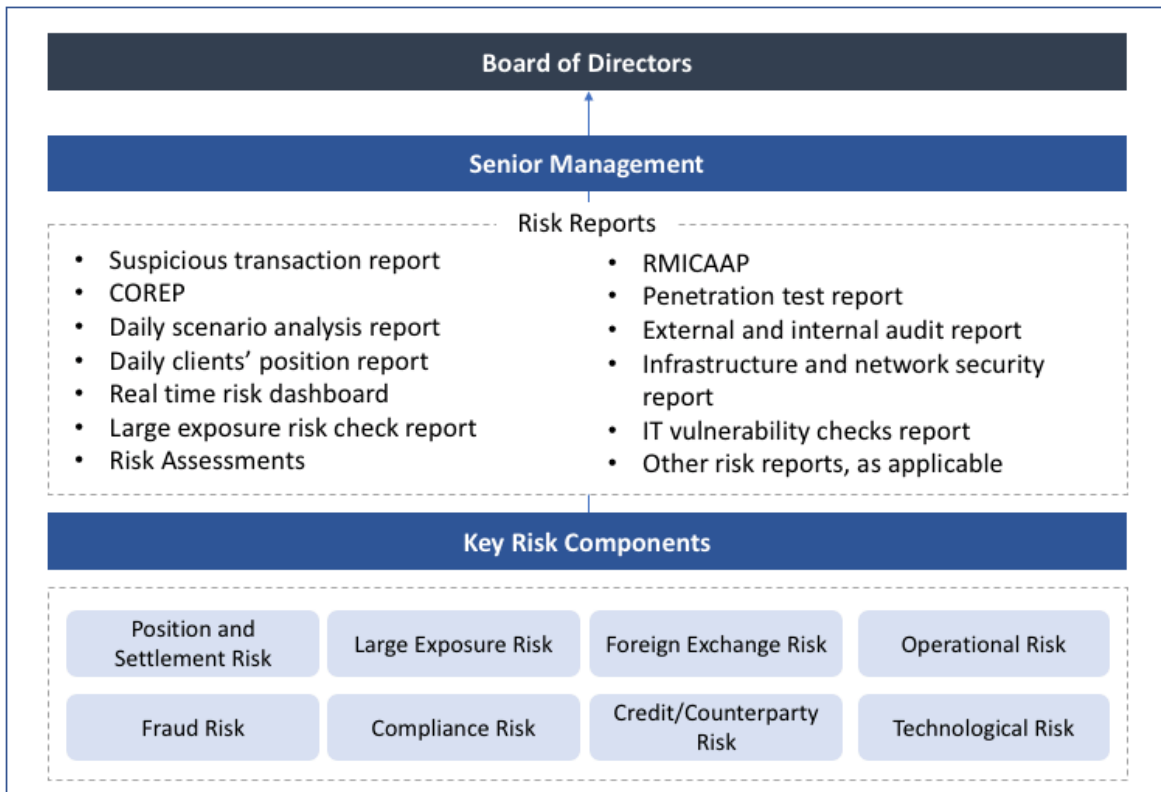 Board of Directors
Senior Management
Risk Reports
• Suspicious transaction report
• COREP
• Daily scenario analysis report
• Daily clients’ position report
• Real time risk dashboard
• Large exposure risk check report
• Risk Assessments
• RMICAAP
• Penetration test report
• External and internal audit report
• Infrastructure and network security
report
• IT vulnerability checks report
• Other risk reports, as applicable
Key Risk Components
Position and
Settlement Risk
Large Exposure Risk
Foreign Exchange Risk
Operational Risk
Fraud Risk
Compliance Risk
Credit/Counterparty
Risk
Technological Risk